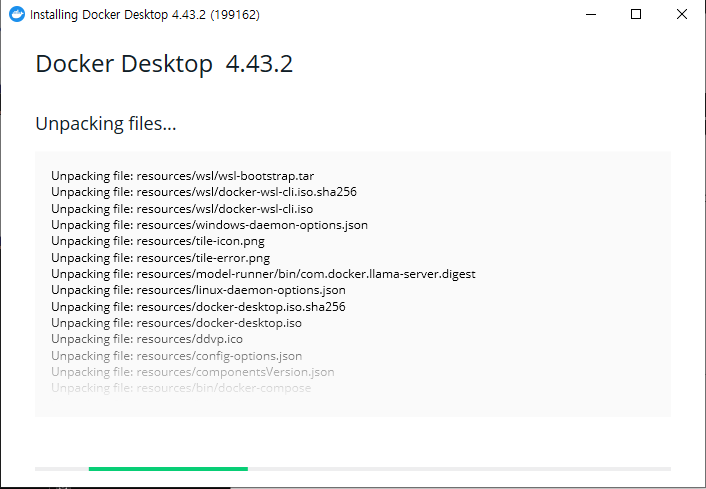 Installing Docker Desktop 4.43.2 (199162)
Docker Desktop 4.43.2
Unpacking files...
Unpacking file: resources/wsl/wsl-bootstrap.tar
Unpacking file: resources/wsl/docker-wsl-cli.iso.sha256
Unpacking file: resources/wsl/docker-wsl-cli.iso
Unpacking file: resources/windows-daemon-options.json
Unpacking file: resources/tile-icon.png
Unpacking file: resources/tile-error.png
Unpacking file: resources/model-runner/bin/com.docker.llama-server.digest
Unpacking file: resources/linux-daemon-options.json
Unpacking file: resources/docker-desktop.iso.sha256
Unpacking file: resources/docker-desktop.iso
Unpacking file: resources/ddvp.ico
Unpacking file: resources/config-options.json
Unpacking file: resources/componentsVersion.json
Unpacking file: resources/bin/docker-compose